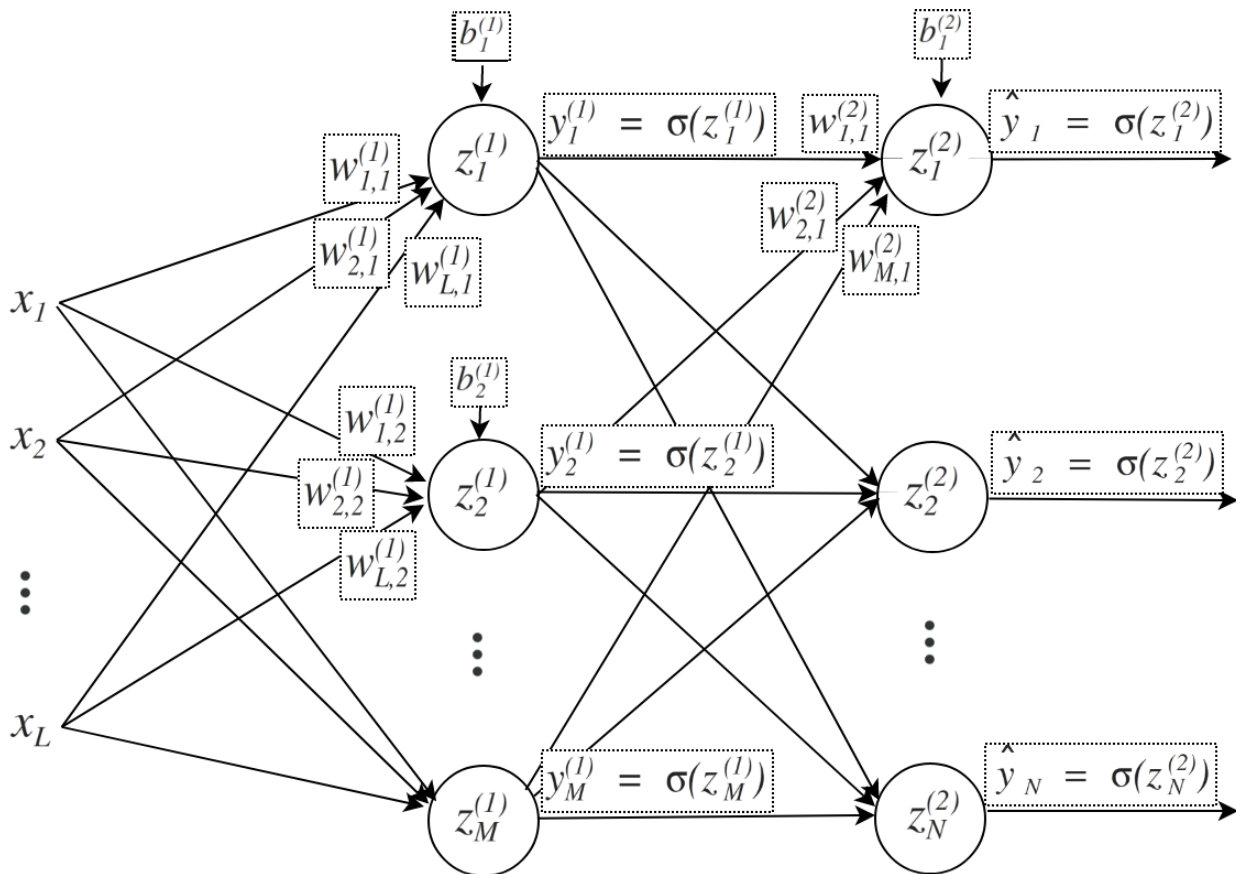 b_1^{(1)}
b_1^{(2)}
y_1^{(1)} = σ(z_1^{(1)})
w_{1,1}^{(2)}
ŷ_1 = σ(z_1^{(2)})
z_1^{(1)}
z_1^{(2)}
w_{1,1}^{(1)}
w_{2,1}^{(1)}
w_{L,1}^{(1)}
w_{2,1}^{(2)}
w_{M,1}^{(2)}
x_1
b_2^{(1)}
w_{1,2}^{(1)}
x_2
y_2^{(1)} = σ(z_2^{(1)})
ŷ_2 = σ(z_2^{(2)})
w_{2,2}^{(1)}
z_2^{(1)}
z_2^{(2)}
w_{L,2}^{(1)}
x_L
y_M^{(1)} = σ(z_M^{(1)})
ŷ_N = σ(z_N^{(2)})
z_M^{(1)}
z_N^{(2)}